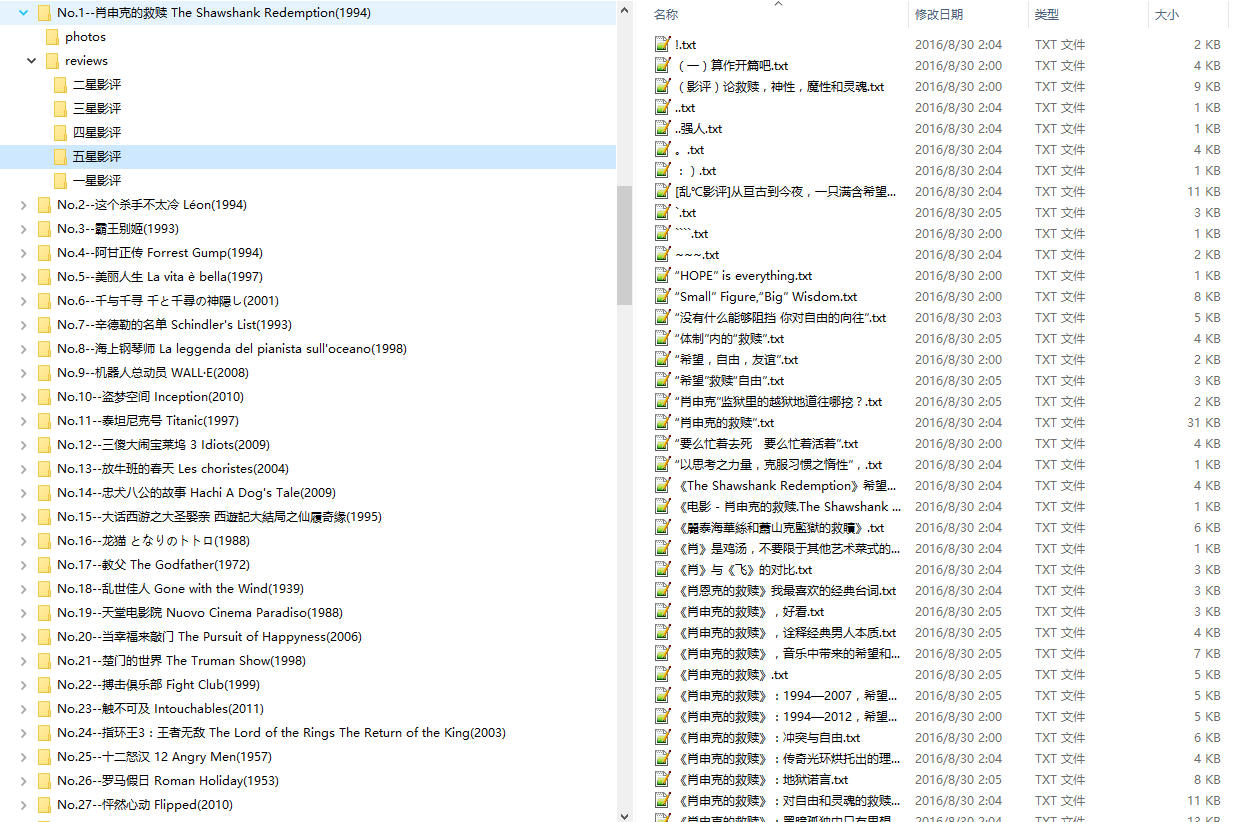 No.1--肖申克的救赎 The Shawshank Redemption(1994)
photos
reviews
二星影评
三星影评
四星影评
五星影评
一星影评
No.2--这个杀手不太冷 Léon(1994)
No.3--霸王别姬(1993)
No.4--阿甘正传 Forrest Gump(1994)
No.5--美丽人生 La vita è bella(1997)
No.6--千与千寻 千と千尋の神隠し(2001)
No.7--辛德勒的名单 Schindler's List(1993)
No.8--海上钢琴师 La leggenda del pianista sull'oceano(1998)
No.9--机器人总动员 WALL·E(2008)
No.10--盗梦空间 Inception(2010)
No.11--泰坦尼克号 Titanic(1997)
No.12--三傻大闹宝莱坞 3 Idiots(2009)
No.13--放牛班的春天 Les choristes(2004)
No.14--忠犬八公的故事 Hachi A Dog's Tale(2009)
No.15--大话西游之大圣娶亲 西遊記大結局之仙履奇缘(1995)
No.16--龙猫 となりのトトロ(1988)
No.17--教父 The Godfather(1972)
No.18--乱世佳人 Gone with the Wind(1939)
No.19--天堂电影院 Nuovo Cinema Paradiso(1988)
No.20--当幸福来敲门 The Pursuit of Happyness(2006)
No.21--楚门的世界 The Truman Show(1998)
No.22--搏击俱乐部 Fight Club(1999)
No.23--触不可及 Intouchables(2011)
No.24--指环王3：王者无敌 The Lord of the Rings The Return of the King(2003)
No.25--十二怒汉 12 Angry Men(1957)
No.26--罗马假日 Roman Holiday(1953)
No.27--怦然心动 Flipped(2010)
名称 修改日期 类型 大小
!.txt 2016/8/30 2:04 TXT 文件 2 KB
（一）算作开篇吧.txt 2016/8/30 2:00 TXT 文件 4 KB
（影评）论救赎，神性，魔性和灵魂.txt 2016/8/30 2:00 TXT 文件 9 KB
..txt 2016/8/30 2:04 TXT 文件 1 KB
..强人.txt 2016/8/30 2:04 TXT 文件 1 KB
。.txt 2016/8/30 2:04 TXT 文件 4 KB
：）.txt 2016/8/30 2:04 TXT 文件 1 KB
[乱℃影评]从亘古到今夜，一只满含希望... 2016/8/30 2:04 TXT 文件 11 KB
`.txt 2016/8/30 2:05 TXT 文件 3 KB
````.txt 2016/8/30 2:00 TXT 文件 1 KB
~~~.txt 2016/8/30 2:04 TXT 文件 2 KB
“HOPE” is everything.txt 2016/8/30 2:00 TXT 文件 1 KB
“Small” Figure,“Big” Wisdom.txt 2016/8/30 2:00 TXT 文件 8 KB
“没有什么能够阻挡 你对自由的向往”.txt 2016/8/30 2:03 TXT 文件 5 KB
“体制”内的“救赎”.txt 2016/8/30 2:05 TXT 文件 4 KB
“希望，自由，友谊”.txt 2016/8/30 2:00 TXT 文件 2 KB
“希望”救赎“自由”.txt 2016/8/30 2:05 TXT 文件 3 KB
“肖申克”监狱里的越狱地道往哪挖？.txt 2016/8/30 2:05 TXT 文件 2 KB
“肖申克的救赎”.txt 2016/8/30 2:04 TXT 文件 31 KB
“要么忙着去死　要么忙着活着”.txt 2016/8/30 2:00 TXT 文件 4 KB
“以思考之力量，克服习惯之惰性”，.txt 2016/8/30 2:04 TXT 文件 1 KB
《The Shawshank Redemption》希望... 2016/8/30 2:04 TXT 文件 4 KB
《电影 - 肖申克的救赎.The Shawshank ... 2016/8/30 2:04 TXT 文件 1 KB
《麗泰海華絲和蕭山克監獄的救贖》.txt 2016/8/30 2:04 TXT 文件 6 KB
《肖》是鸡汤，不要限于其他艺术菜式的... 2016/8/30 2:04 TXT 文件 1 KB
《肖》与《飞》的对比.txt 2016/8/30 2:04 TXT 文件 3 KB
《肖恩克的救赎》我最喜欢的经典台词.txt 2016/8/30 2:04 TXT 文件 3 KB
《肖申克的救赎》，好看.txt 2016/8/30 2:05 TXT 文件 3 KB
《肖申克的救赎》，诠释经典男人本质.txt 2016/8/30 2:05 TXT 文件 4 KB
《肖申克的救赎》，音乐中带来的希望和... 2016/8/30 2:05 TXT 文件 7 KB
《肖申克的救赎》.txt 2016/8/30 2:05 TXT 文件 5 KB
《肖申克的救赎》：1994—2007，希望... 2016/8/30 2:05 TXT 文件 5 KB
《肖申克的救赎》：1994—2012，希望... 2016/8/30 2:00 TXT 文件 5 KB
《肖申克的救赎》：冲突与自由.txt 2016/8/30 2:00 TXT 文件 6 KB
《肖申克的救赎》：传奇光环烘托出的理... 2016/8/30 2:04 TXT 文件 4 KB
《肖申克的救赎》：地狱诺言.txt 2016/8/30 2:05 TXT 文件 8 KB
《肖申克的救赎》：对自由和灵魂的救赎... 2016/8/30 2:04 TXT 文件 11 KB